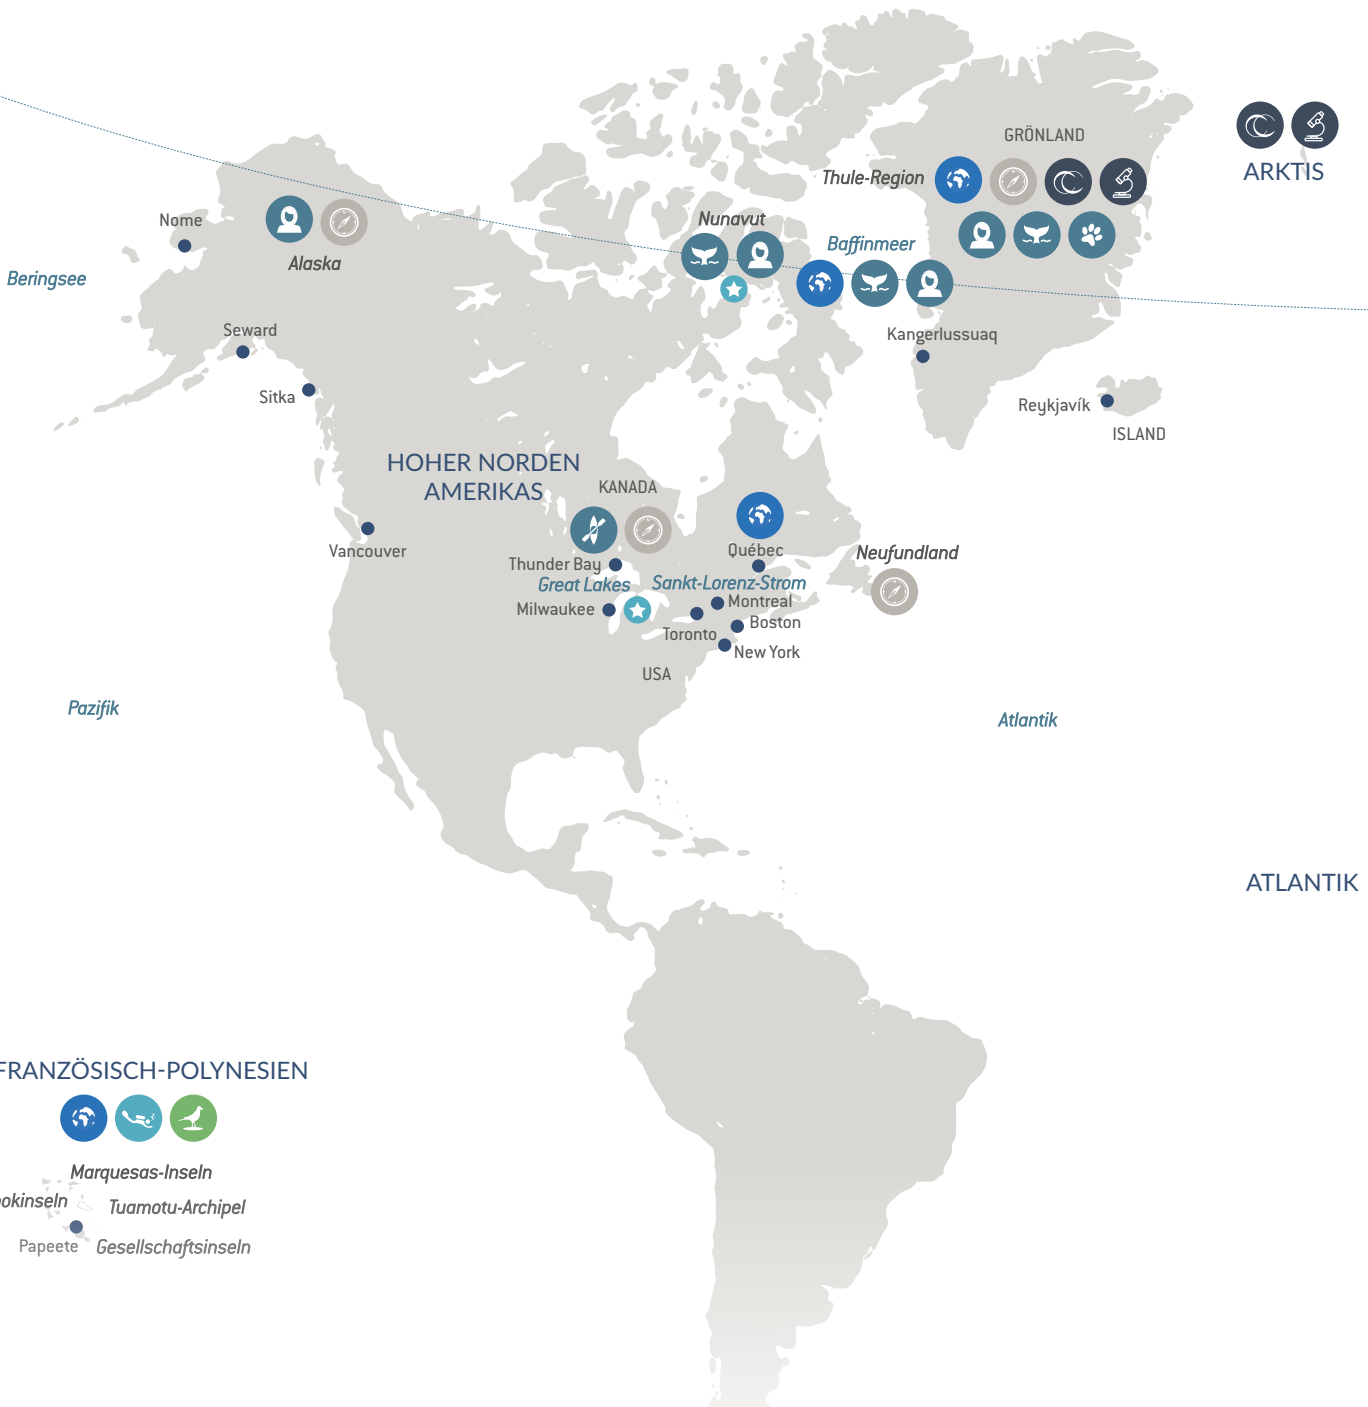 GRÖNLAND
ARKTIS
Thule-Region
Nome
Nunavut
Baffinmeer
Alaska
Beringsee
Seward
Kangerlussuaq
Sitka
Reykjavík
ISLAND
HOHER NORDEN
AMERIKAS
KANADA
Vancouver
Québec
Neufundland
Thunder Bay
Great Lakes
Sankt-Lorenz-Strom
Milwaukee
Montreal
Boston
Toronto
New York
USA
Pazifik
Atlantik
ATLANTIK
FRANZÖSISCH-POLYNESIEN
Marquesas-Inseln
okinseln
Tuamotu-Archipel
Papeete
Gesellschaftsinseln